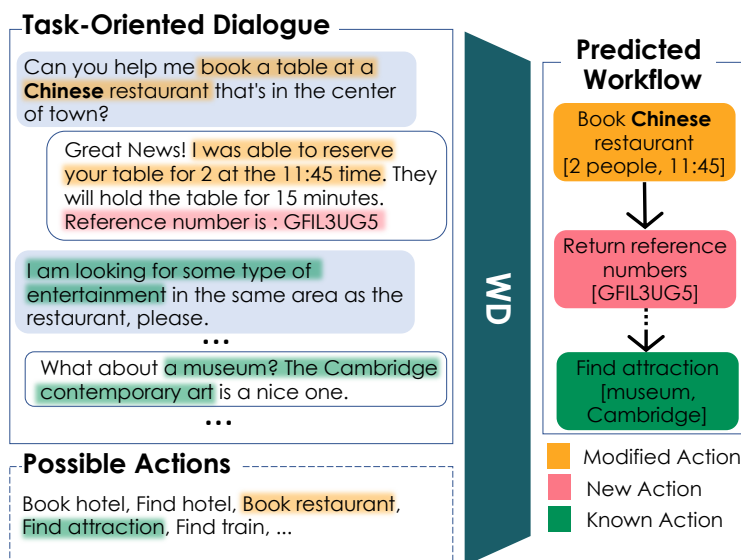 Task-Oriented Dialogue
Can you help me book a table at a
Chinese restaurant that's in the center
of town?
Great News! I was able to reserve
your table for 2 at the 11:45 time. They
will hold the table for 15 minutes.
Reference number is : GFIL3UG5
I am looking for some type of
entertainment in the same area as the
restaurant, please.
...
What about a museum? The Cambridge
contemporary art is a nice one.
...
Possible Actions
Book hotel, Find hotel, Book restaurant,
Find attraction, Find train, ...
WD
Predicted
Workflow
Book Chinese
restaurant
[2 people, 11:45]
Return reference
numbers
[GFIL3UG5]
Find attraction
[museum,
Cambridge]
Modified Action
New Action
Known Action